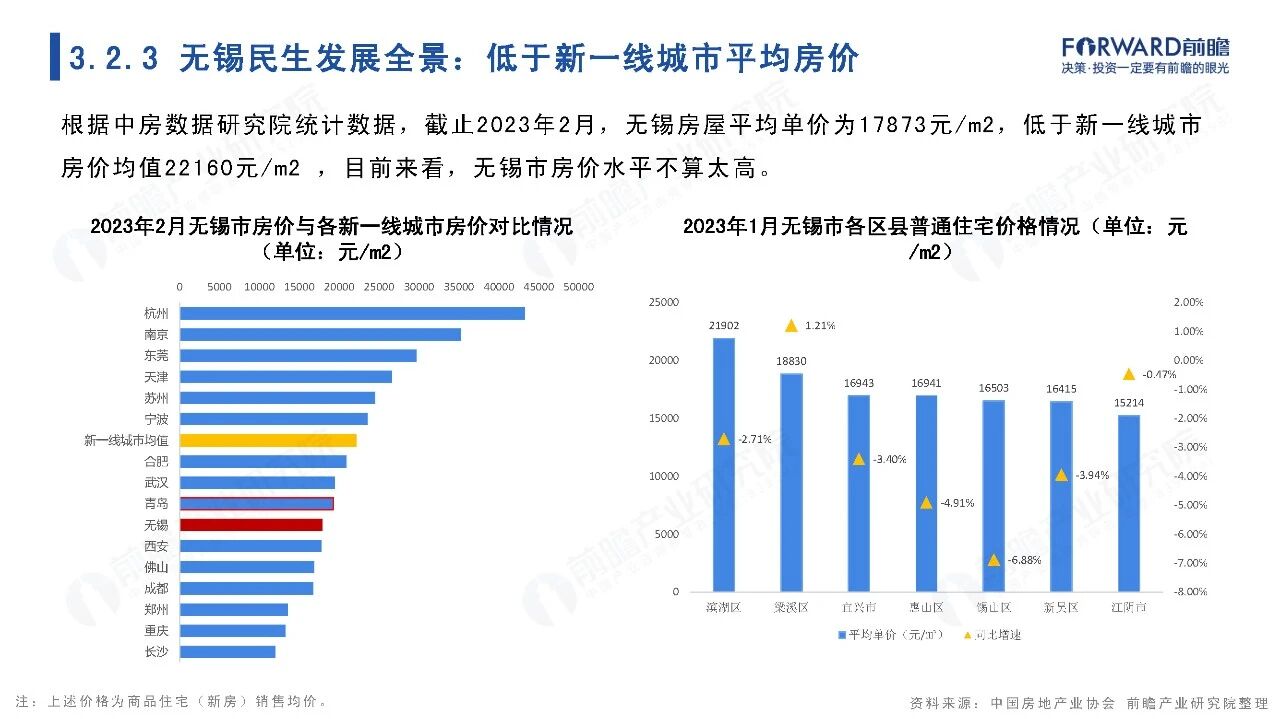 3.2.3 无锡民生发展全景：低于新一线城市平均房价
FORWARD前瞻
决策·投资一定要有前瞻的眼光
根据中房数据研究院统计数据，截止2023年2月，无锡房屋平均单价为17873元/m2，低于新一线城市
房价均值22160元/m2 ，目前来看，无锡市房价水平不算太高。
2023年2月无锡市房价与各新一线城市房价对比情况
（单位：元/m2）
0 5000 10000 15000 20000 25000 30000 35000 40000 45000 50000
杭州
南京
东莞
天津
苏州
宁波
新一线城市均值
合肥
武汉
青岛
无锡
西安
佛山
成都
郑州
重庆
长沙
2023年1月无锡市各区县普通住宅价格情况（单位：元
/m2）
25000
20000
15000
10000
5000
0
21902
18830
16943
16941
16503
16415
15214
-2.71%
1.21%
-3.40%
-4.91%
-6.88%
-3.94%
-0.47%
2.00%
1.00%
0.00%
-1.00%
-2.00%
-3.00%
-4.00%
-5.00%
-6.00%
-7.00%
-8.00%
滨湖区 梁溪区 宜兴市 惠山区 锡山区 新吴区 江阴市
平均单价（元/㎡） 同比增速
注：上述价格为商品住宅（新房）销售均价。
资料来源：中国房地产业协会 前瞻产业研究院整理
前瞻产业研究院